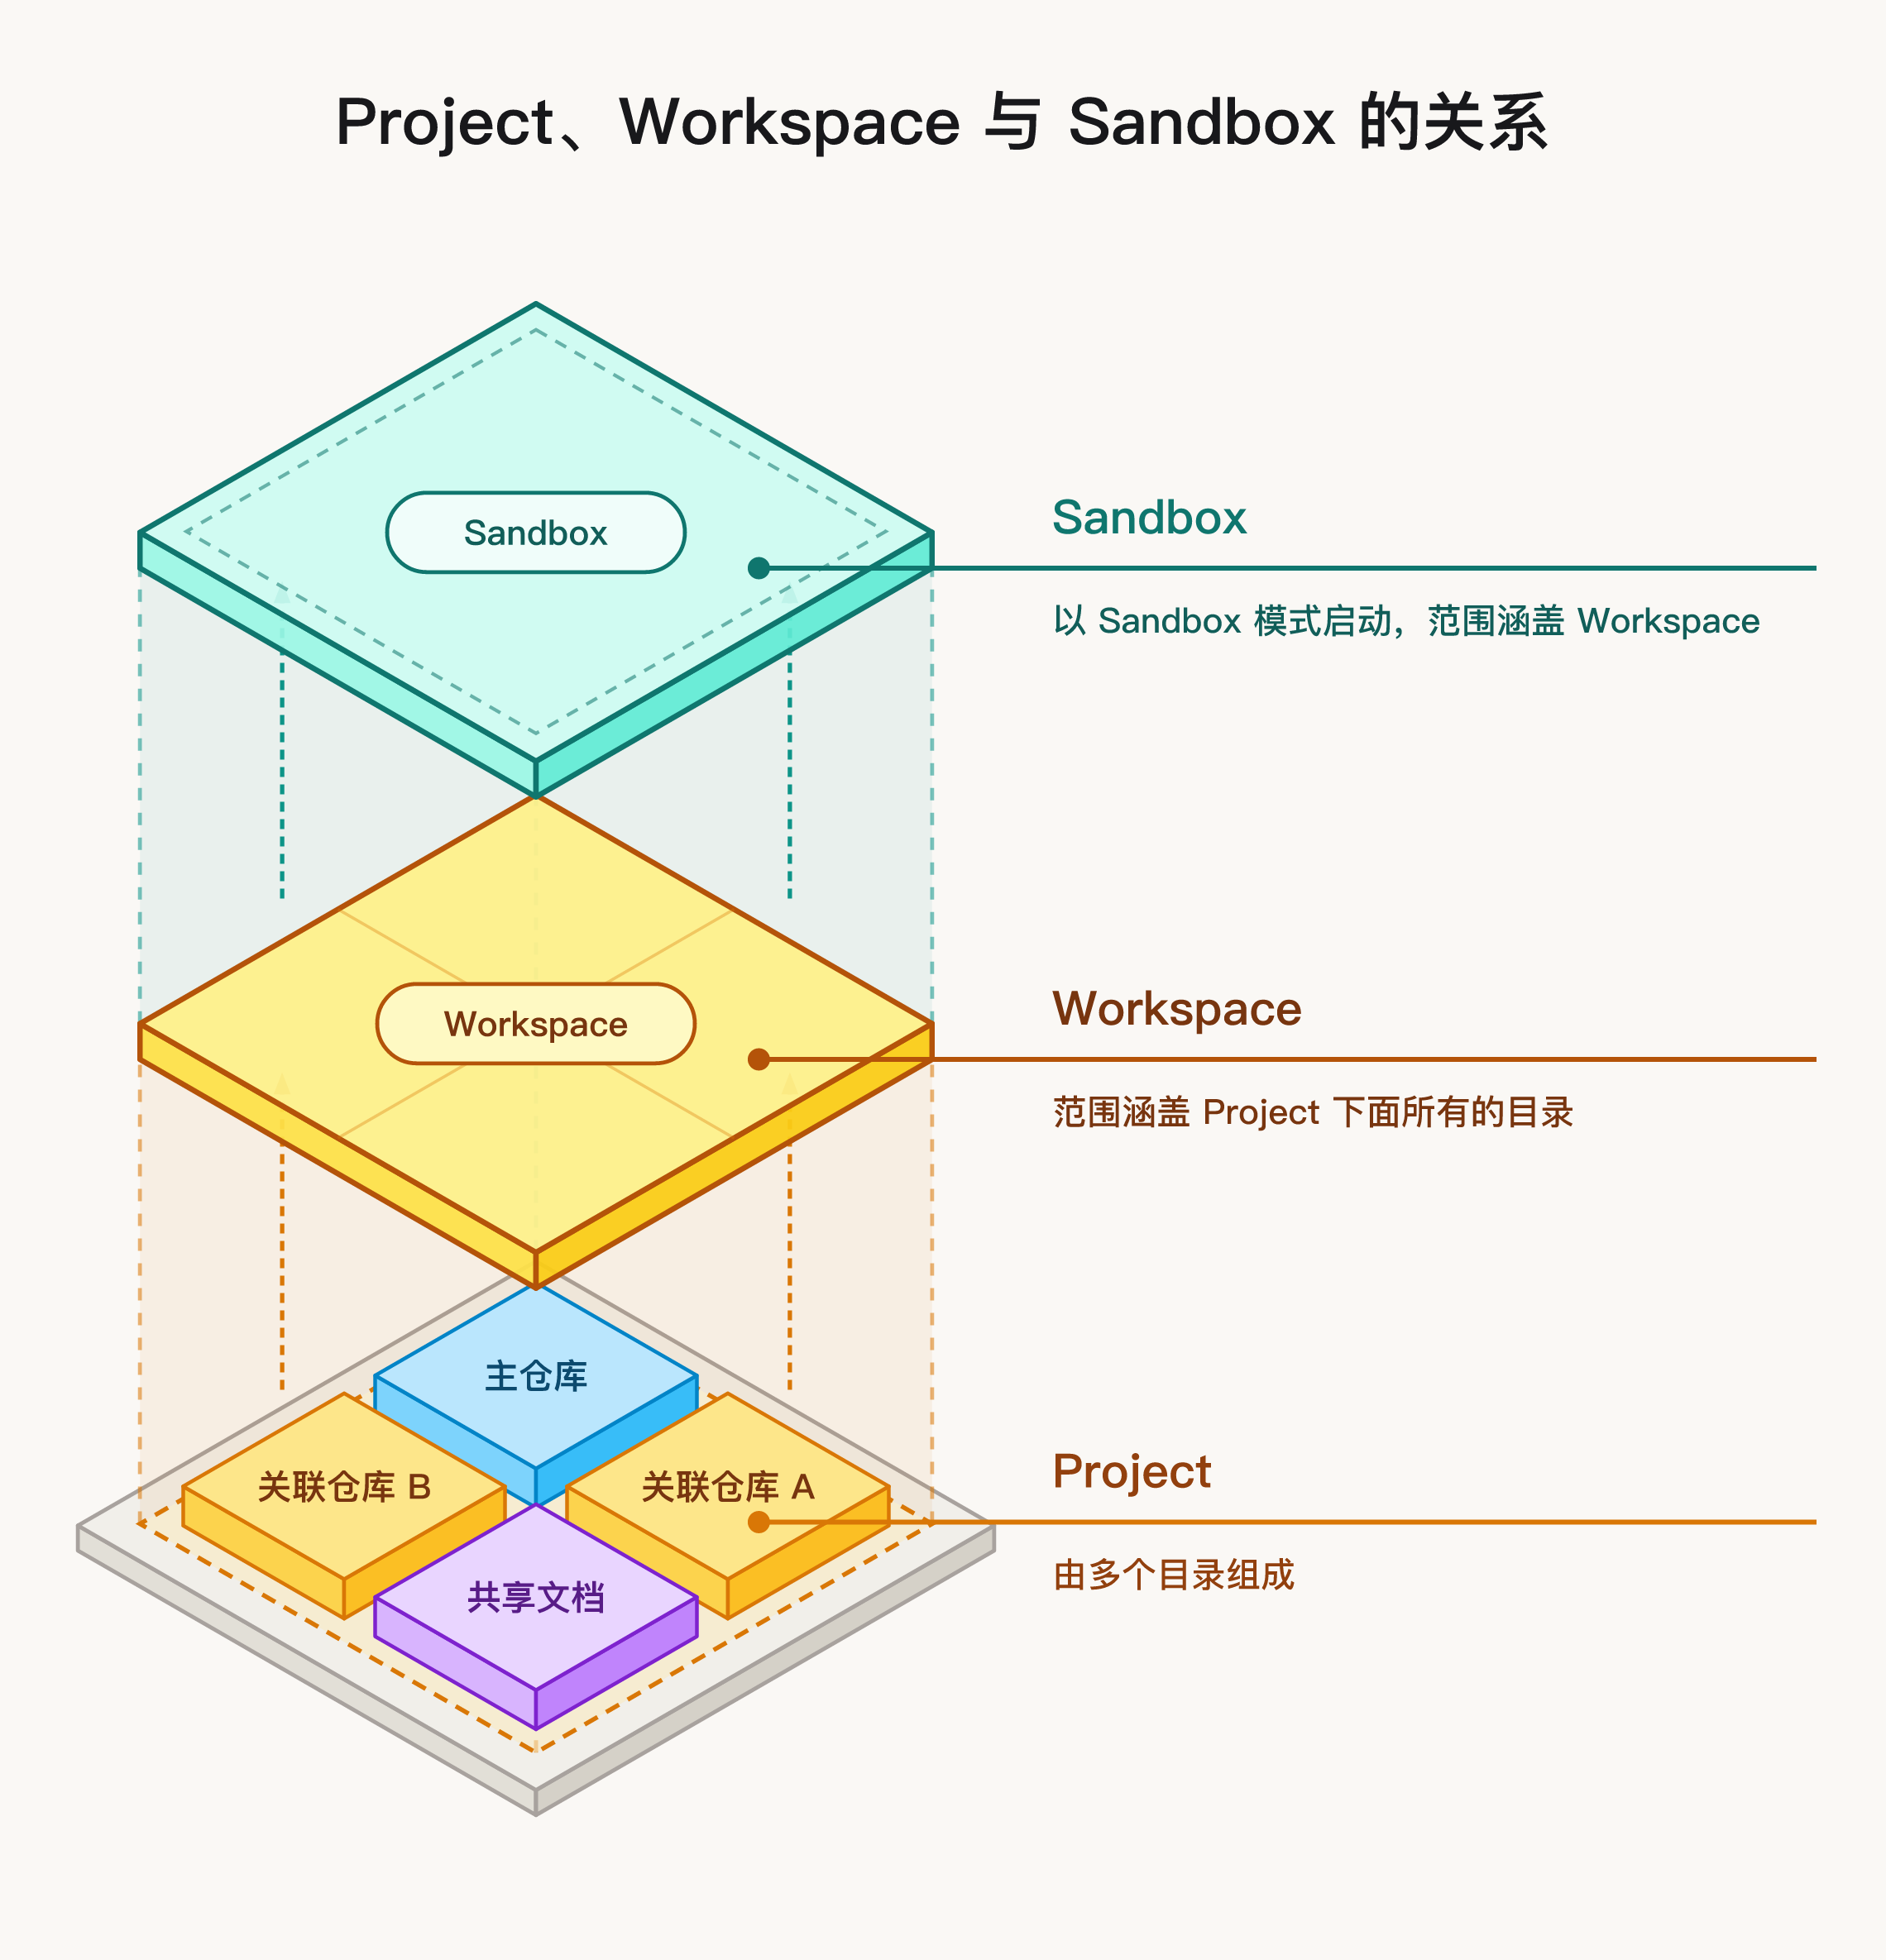 Project、Workspace 与 Sandbox 的关系
Sandbox
Sandbox
以 Sandbox 模式启动，范围涵盖 Workspace
Workspace
Workspace
范围涵盖 Project 下面所有的目录
主仓库
关联仓库 B
关联仓库 A
共享文档
Project
由多个目录组成